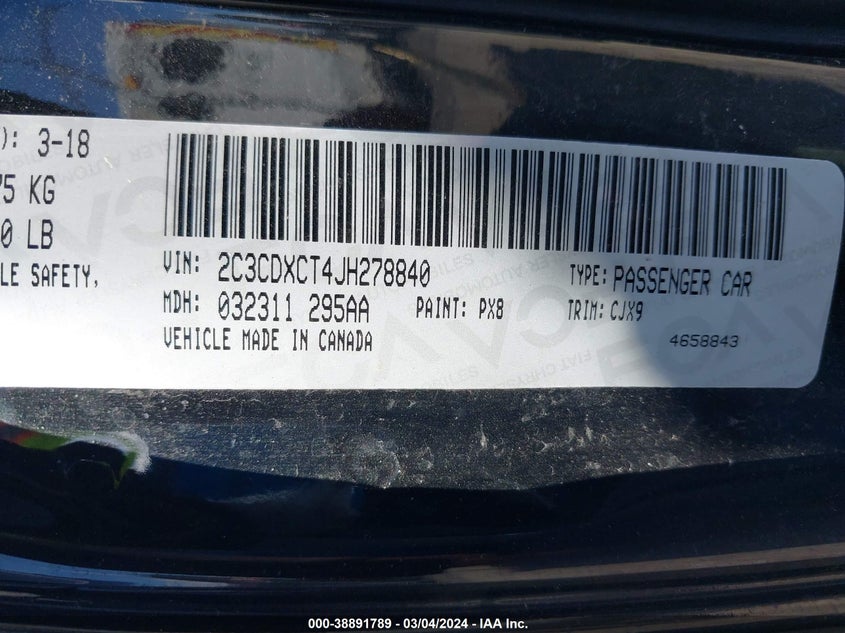 ): 3-18
75 KG
0 LB
LE SAFETY,
VIN: 2C3CDXCT4JH278840
TYPE: PASSENGER CAR
MDH: 032311 295AA
PAINT: PX8
TRIM: CJX9
VEHICLE MADE IN CANADA
4658843
000-38891789 — 03/04/2024 — IAA Inc.